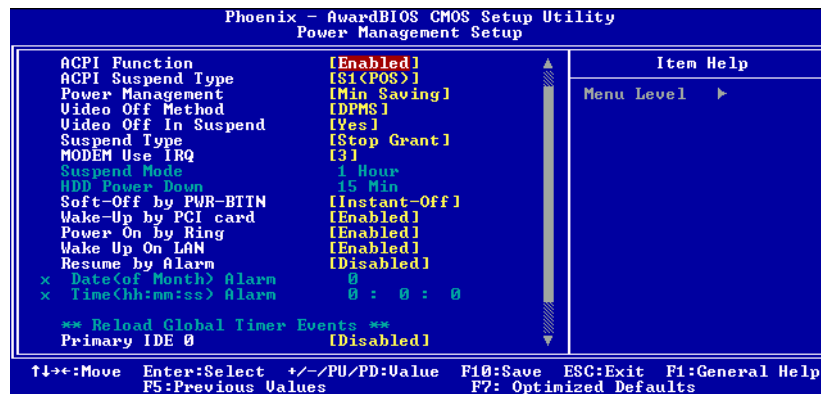 Phoenix - AwardBIOS CMOS Setup Utility
Power Management Setup
ACPI Function [Enabled]
ACPI Suspend Type [S1(POS)]
Power Management [Min Saving]
Video Off Method [DPMS]
Video Off In Suspend [Yes]
Suspend Type [Stop Grant]
MODEM Use IRQ [3]
Suspend Mode 1 Hour
HDD Power Down 15 Min
Soft-Off by PWR-BTTN [Instant-Off]
Wake-Up by PCI card [Enabled]
Power On by Ring [Enabled]
Wake Up On LAN [Enabled]
Resume by Alarm [Disabled]
x Date(of Month) Alarm 0
x Time(hh:mm:ss) Alarm 0 : 0 : 0
** Reload Global Timer Events **
Primary IDE 0 [Disabled]
Item Help
Menu Level ►
↑↓→←:Move Enter:Select +/-/PU/PD:Value F10:Save ESC:Exit F1:General Help
F5:Previous Values F7: Optimized Defaults